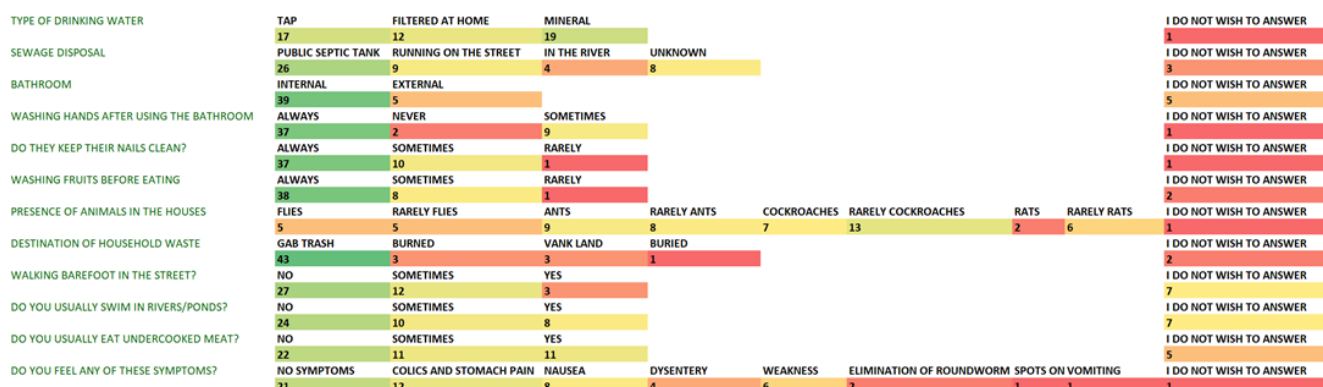 TYPE OF DRINKING WATER TAP FILTERED AT HOME MINERAL I DO NOT WISH TO ANSWER
17 12 19 1
SEWAGE DISPOSAL PUBLIC SEPTIC TANK RUNNING ON THE STREET IN THE RIVER UNKNOWN I DO NOT WISH TO ANSWER
26 9 4 8 3
BATHROOM INTERNAL EXTERNAL I DO NOT WISH TO ANSWER
39 5 5
WASHING HANDS AFTER USING THE BATHROOM ALWAYS NEVER SOMETIMES I DO NOT WISH TO ANSWER
37 2 9 1
DO THEY KEEP THEIR NAILS CLEAN? ALWAYS SOMETIMES RARELY I DO NOT WISH TO ANSWER
37 10 1 1
WASHING FRUITS BEFORE EATING ALWAYS SOMETIMES RARELY I DO NOT WISH TO ANSWER
38 8 1 2
PRESENCE OF ANIMALS IN THE HOUSES FLIES RARELY FLIES ANTS RARELY ANTS COCKROACHES RARELY COCKROACHES RATS RARELY RATS I DO NOT WISH TO ANSWER
5 5 9 8 7 13 2 6 1
DESTINATION OF HOUSEHOLD WASTE GAB TRASH BURNED VANK LAND BURIED I DO NOT WISH TO ANSWER
43 3 3 1 2
WALKING BAREFOOT IN THE STREET? NO SOMETIMES YES I DO NOT WISH TO ANSWER
27 12 3 7
DO YOU USUALLY SWIM IN RIVERS/PONDS? NO SOMETIMES YES I DO NOT WISH TO ANSWER
24 10 8 7
DO YOU USUALLY EAT UNDERCOOKED MEAT? NO SOMETIMES YES I DO NOT WISH TO ANSWER
22 11 11 5
DO YOU FEEL ANY OF THESE SYMPTOMS? NO SYMPTOMS COLICS AND STOMACH PAIN NAUSEA DYSENTERY WEAKNESS ELIMINATION OF ROUNDWORM SPOTS ON VOMITING I DO NOT WISH TO ANSWER